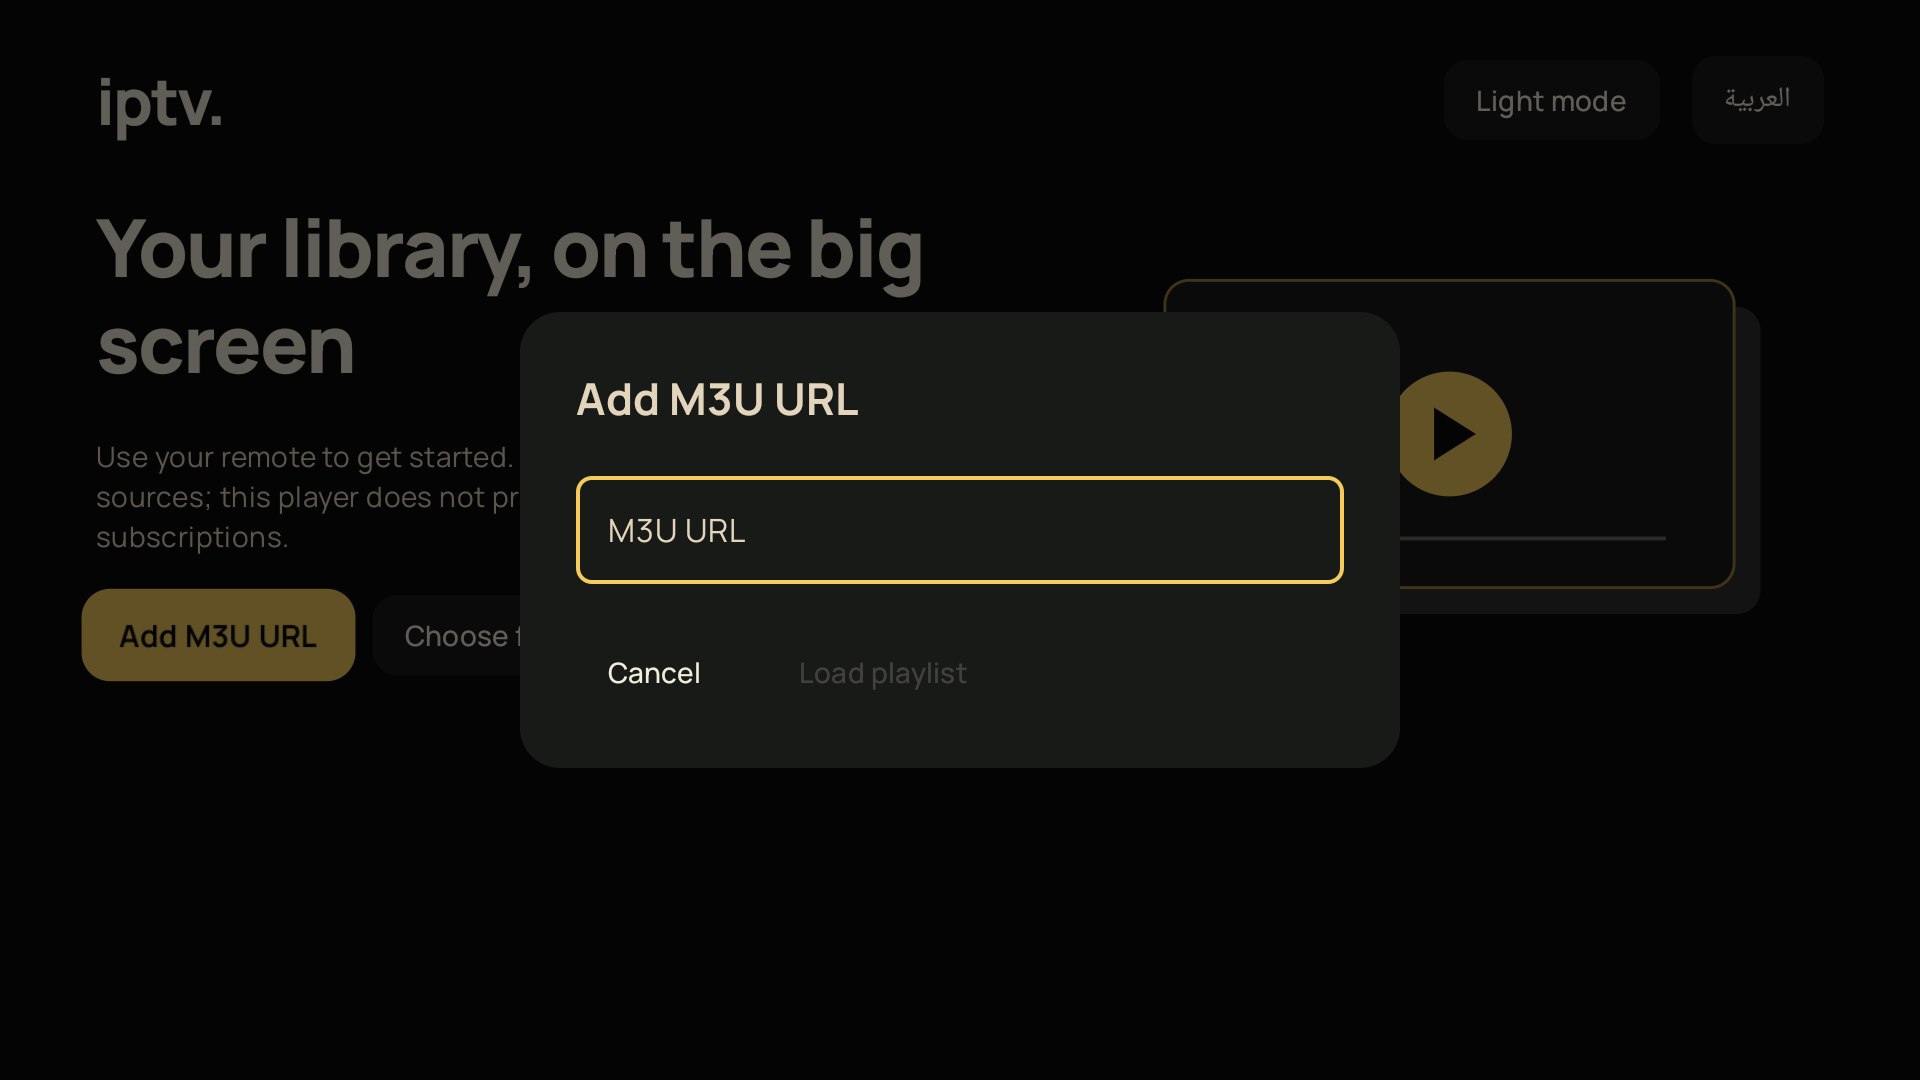 iptv.
Light mode
العربية
Your library, on the big
screen
Use your remote to get started.
sources; this player does not
subscriptions.
Add M3U URL
Choose
Add M3U URL
M3U URL
Cancel
Load playlist